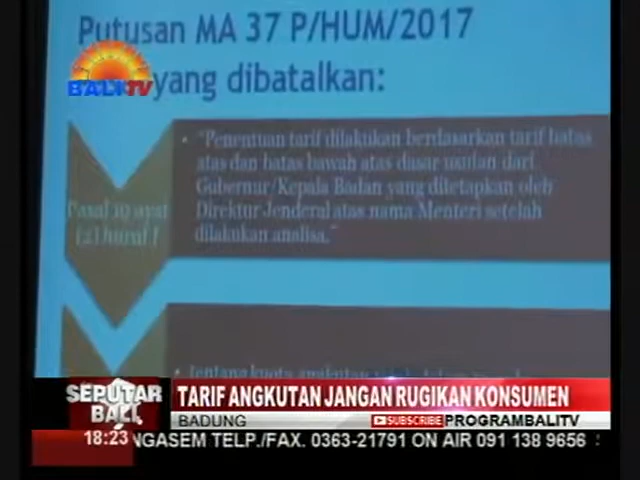 Putusan MA 37 P/HUM/2017
yang dibatalkan:
BALITV
• "Penentuan tarif dilakukan berdasarkan tarif batas
atas dan batas bawah atas dasar usulan dari
Gubernur/Kepala Badan yang ditetapkan oleh
Direktur Jenderal atas nama Menteri setelah
dilakukan analisa."
Pasal 19 ayat
(2) huruf f
SEPUTAR
BALI
18:23
TARIF ANGKUTAN JANGAN RUGIKAN KONSUMEN
BADUNG
SUBSCRIBE PROGRAMBALITV
NGASEM TELP./FAX. 0363-21791 ON AIR 091 138 9656